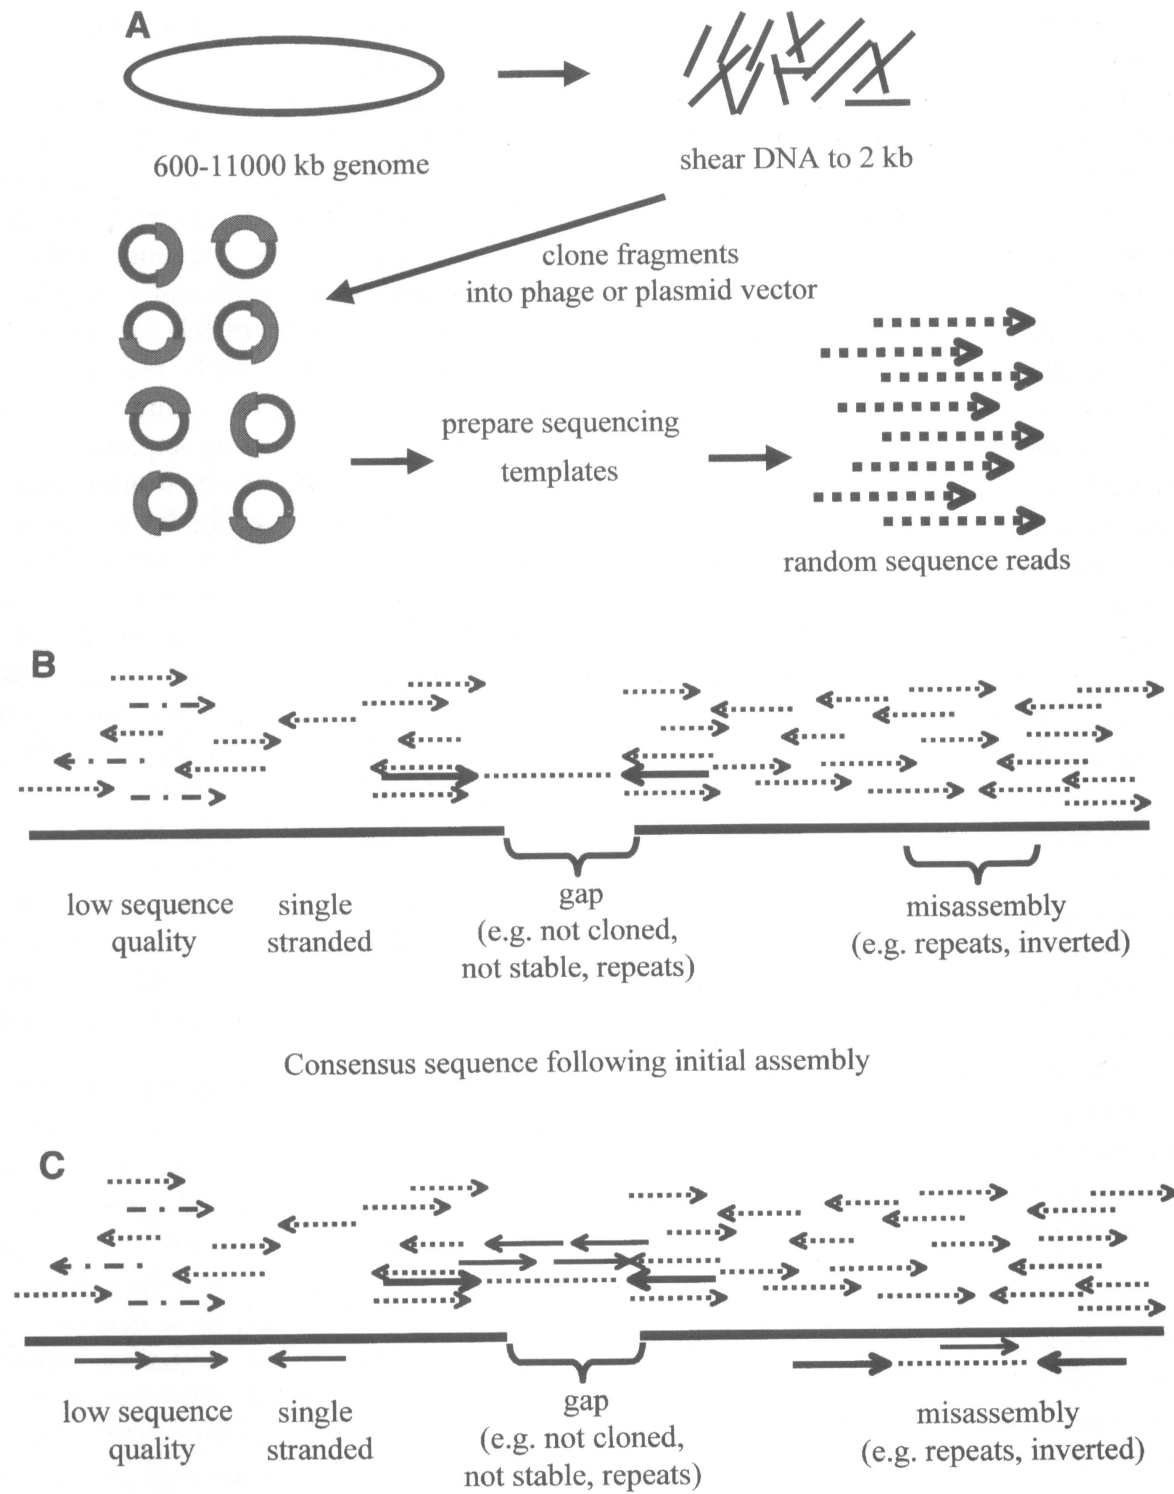 A
600-11000 kb genome
shear DNA to 2 kb
clone fragments
into phage or plasmid vector
prepare sequencing
templates
random sequence reads
B
low sequence
quality
single
stranded
gap
(e.g. not cloned,
not stable, repeats)
misassembly
(e.g. repeats, inverted)
Consensus sequence following initial assembly
C
low sequence
quality
single
stranded
gap
(e.g. not cloned,
not stable, repeats)
misassembly
(e.g. repeats, inverted)